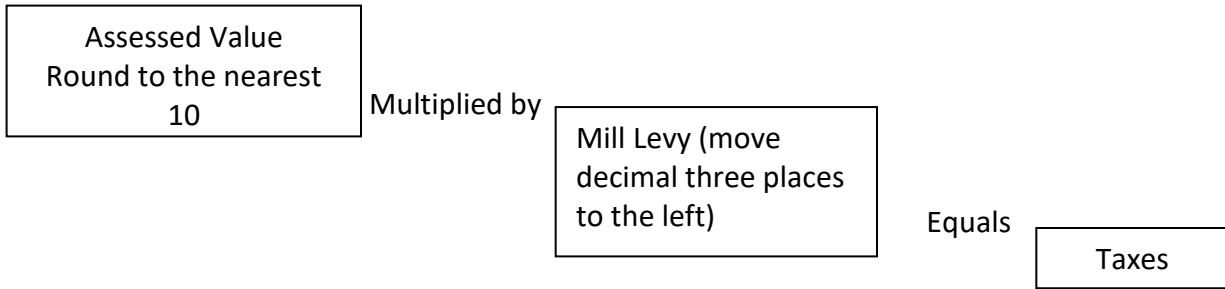 Assessed Value
Round to the nearest
10
Multiplied by
Mill Levy (move
decimal three places
to the left)
Equals
Taxes